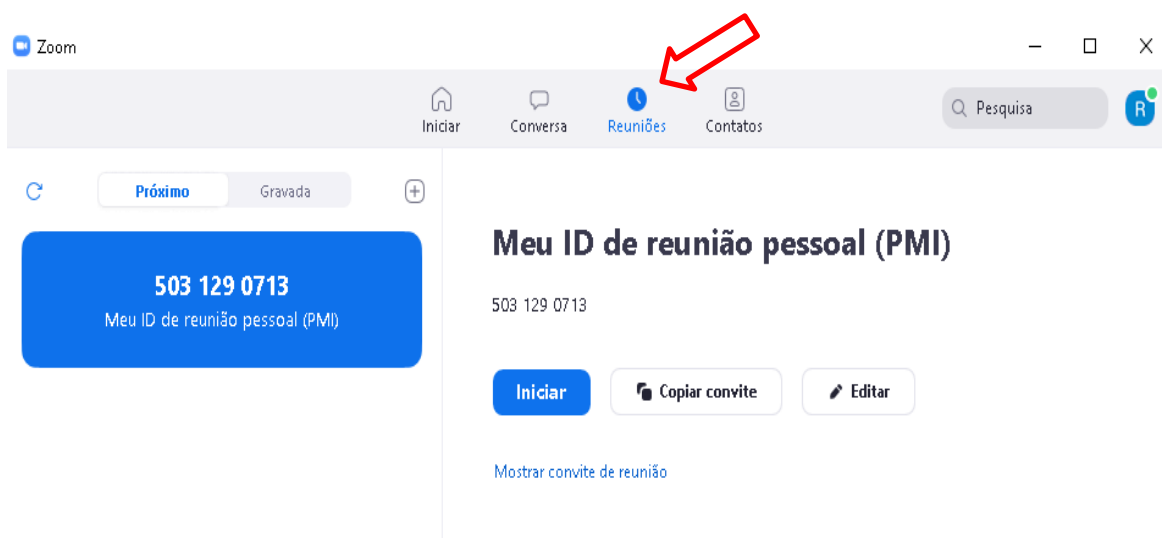 Zoom
Iniciar
Conversa
Reuniões
Contatos
Pesquisa
R
Próximo
Gravada
503 129 0713
Meu ID de reunião pessoal (PMI)
Meu ID de reunião pessoal (PMI)
503 129 0713
Iniciar
Copiar convite
Editar
Mostrar convite de reunião